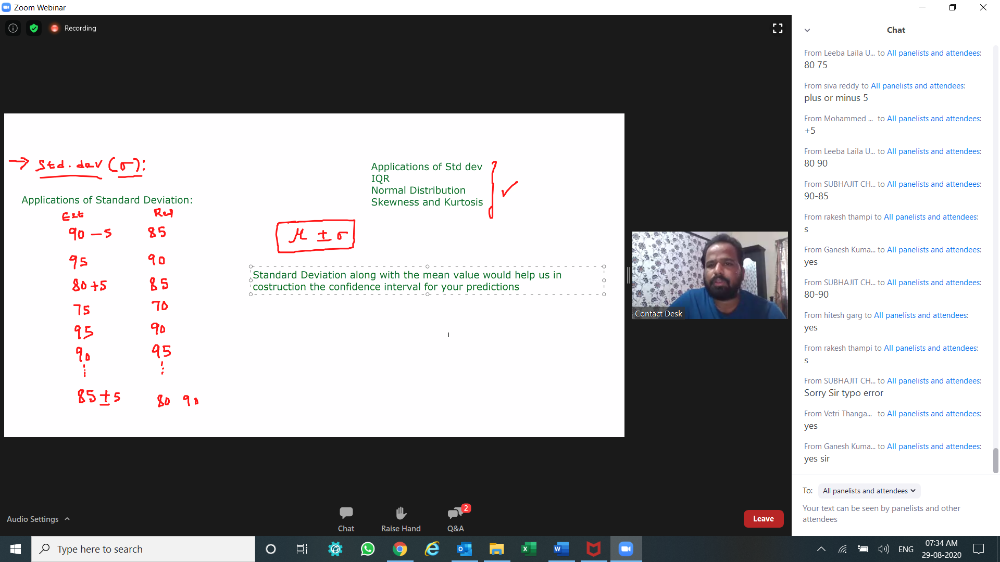 Zoom Webinar
Recording
→ Std.dev (σ):
Applications of Standard Deviation:
Est Rel
90 - 5 85
95 90
80 +5 85
75 70
95 90
90 95
85 ± 5 80 90
Applications of Std dev
IQR
Normal Distribution
Skewness and Kurtosis
μ ± σ
Standard Deviation along with the mean value would help us in
costruction the confidence interval for your predictions
Contact Desk
Chat
From Leeba Laila U... to All panelists and attendees:
80 75
From siva reddy to All panelists and attendees:
plus or minus 5
From Mohammed ... to All panelists and attendees:
+5
From Leeba Laila U... to All panelists and attendees:
80 90
From SUBHAJIT CH... to All panelists and attendees:
90-85
From rakesh thampi to All panelists and attendees:
s
From Ganesh Kuma... to All panelists and attendees:
yes
From SUBHAJIT CH... to All panelists and attendees:
80-90
From hitesh garg to All panelists and attendees:
yes
From rakesh thampi to All panelists and attendees:
s
From SUBHAJIT CH... to All panelists and attendees:
Sorry Sir typo error
From Vetri Thanga... to All panelists and attendees:
yes
From Ganesh Kuma... to All panelists and attendees:
yes sir
To: All panelists and attendees
Your text can be seen by panelists and other
attendees
Audio Settings
Chat
Raise Hand
2
Q&A
Leave
Type here to search
ENG
07:34 AM
29-08-2020